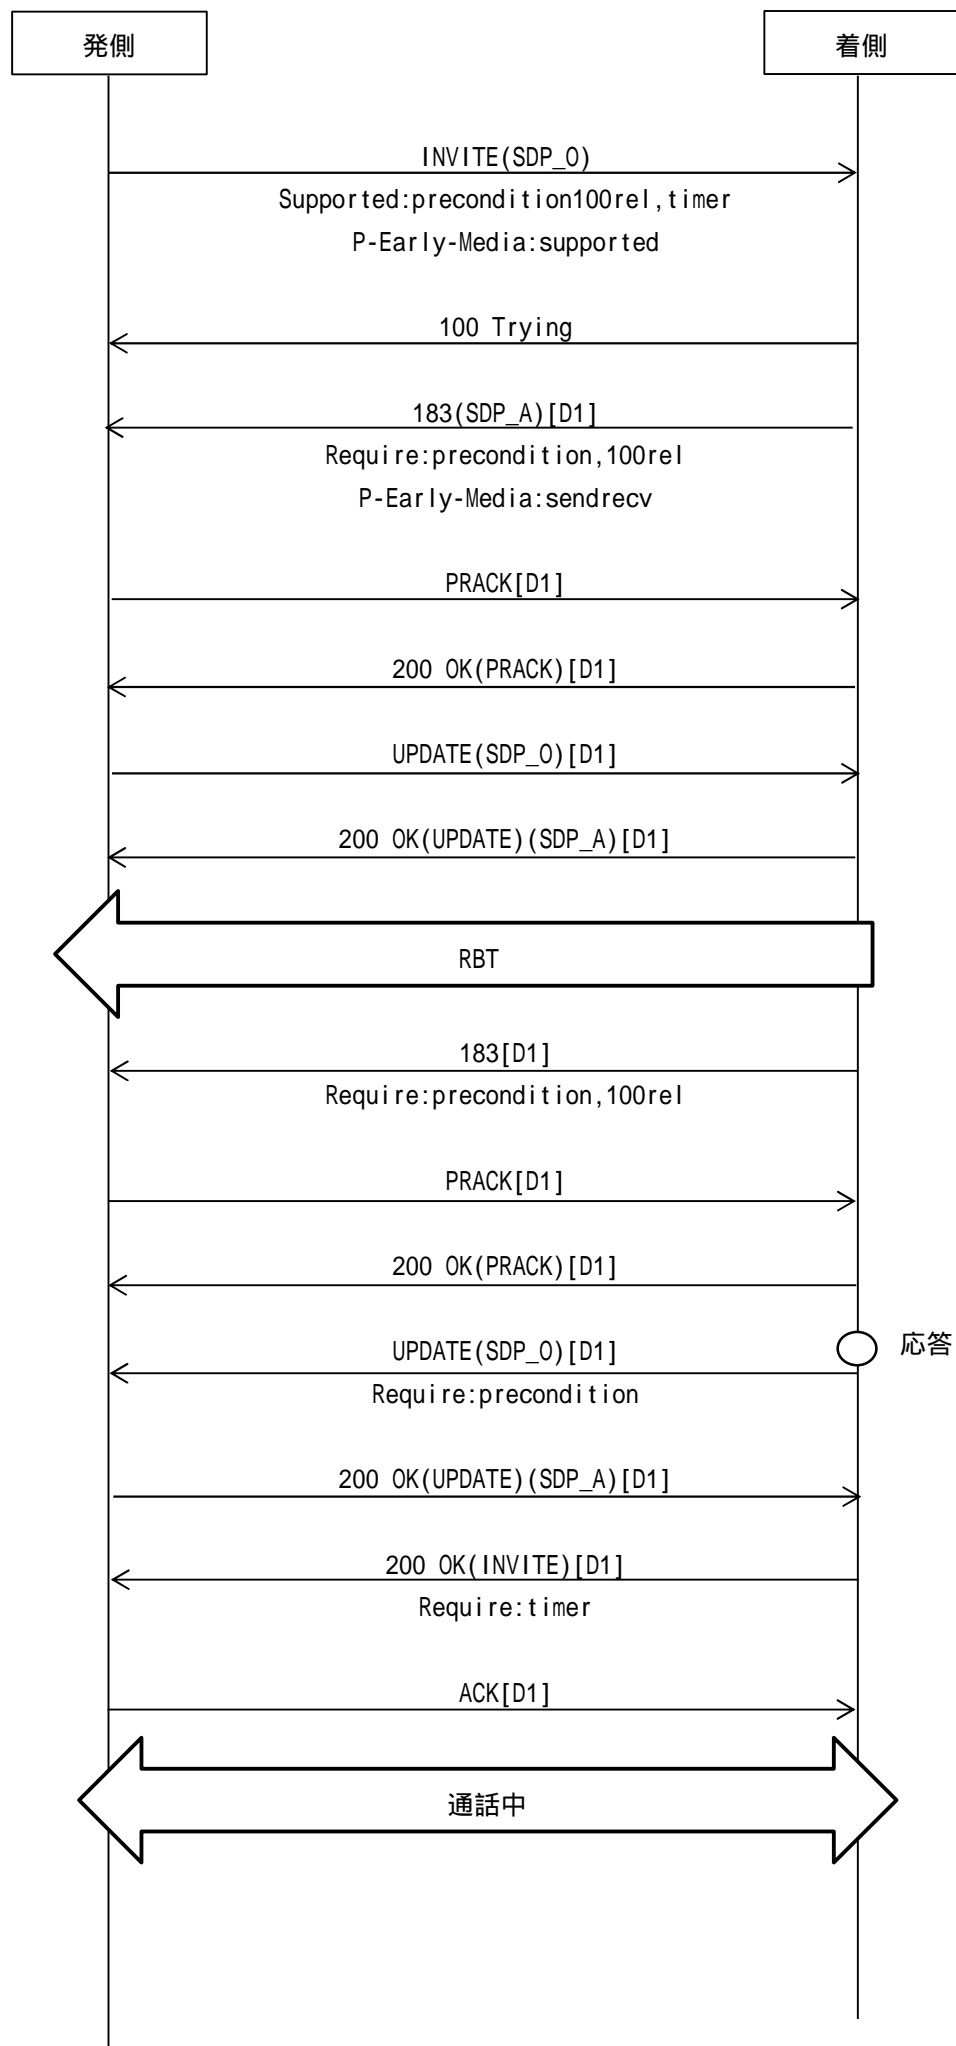 発側
着側
INVITE(SDP_O)
Supported:precondition100rel,timer
P-Early-Media:supported
100 Trying
183(SDP_A)[D1]
Require:precondition,100rel
P-Early-Media:sendrecv
PRACK[D1]
200 OK(PRACK)[D1]
UPDATE(SDP_O)[D1]
200 OK(UPDATE)(SDP_A)[D1]
RBT
183[D1]
Require:precondition,100rel
PRACK[D1]
200 OK(PRACK)[D1]
応答
UPDATE(SDP_O)[D1]
Require:precondition
200 OK(UPDATE)(SDP_A)[D1]
200 OK(INVITE)[D1]
Require:timer
ACK[D1]
通話中